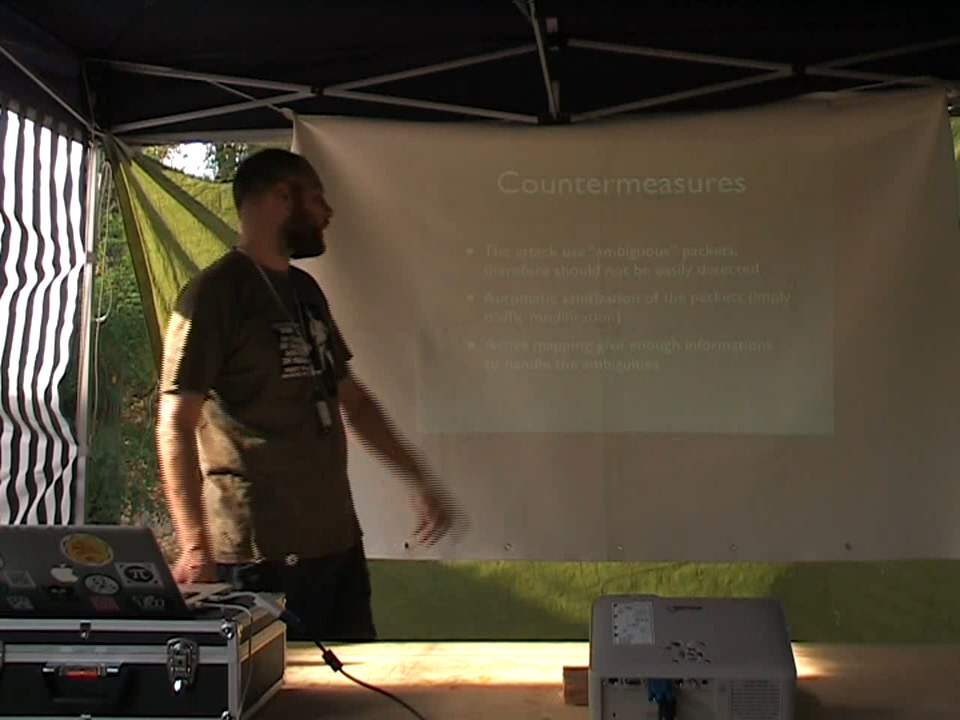 Countermeasures
• The attack use "ambiguous" packets,
therefore should not be easily detected
• Automatic sanitization of the packets (imply
traffic modification)
• Active mapping give enough informations
to handle the ambiguities
π